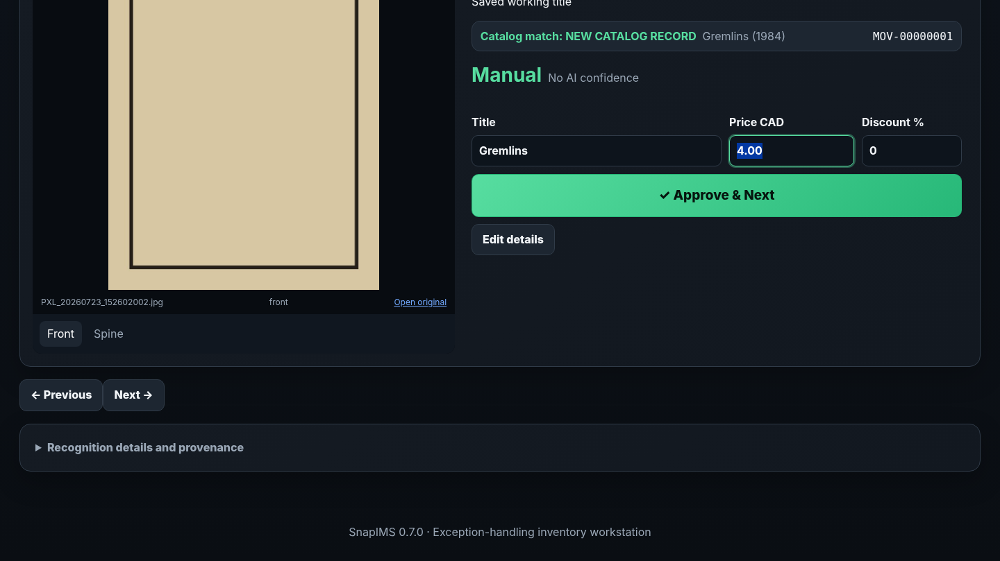 Saved working title
Catalog match: NEW CATALOG RECORD Gremlins (1984) MOV-00000001
Manual No AI confidence
Title Price CAD Discount %
Gremlins 4.00 0
✓ Approve & Next
Edit details
PXL_20260723_152602002.jpg front Open original
Front Spine
← Previous Next →
▶ Recognition details and provenance
SnapIMS 0.7.0 · Exception-handling inventory workstation